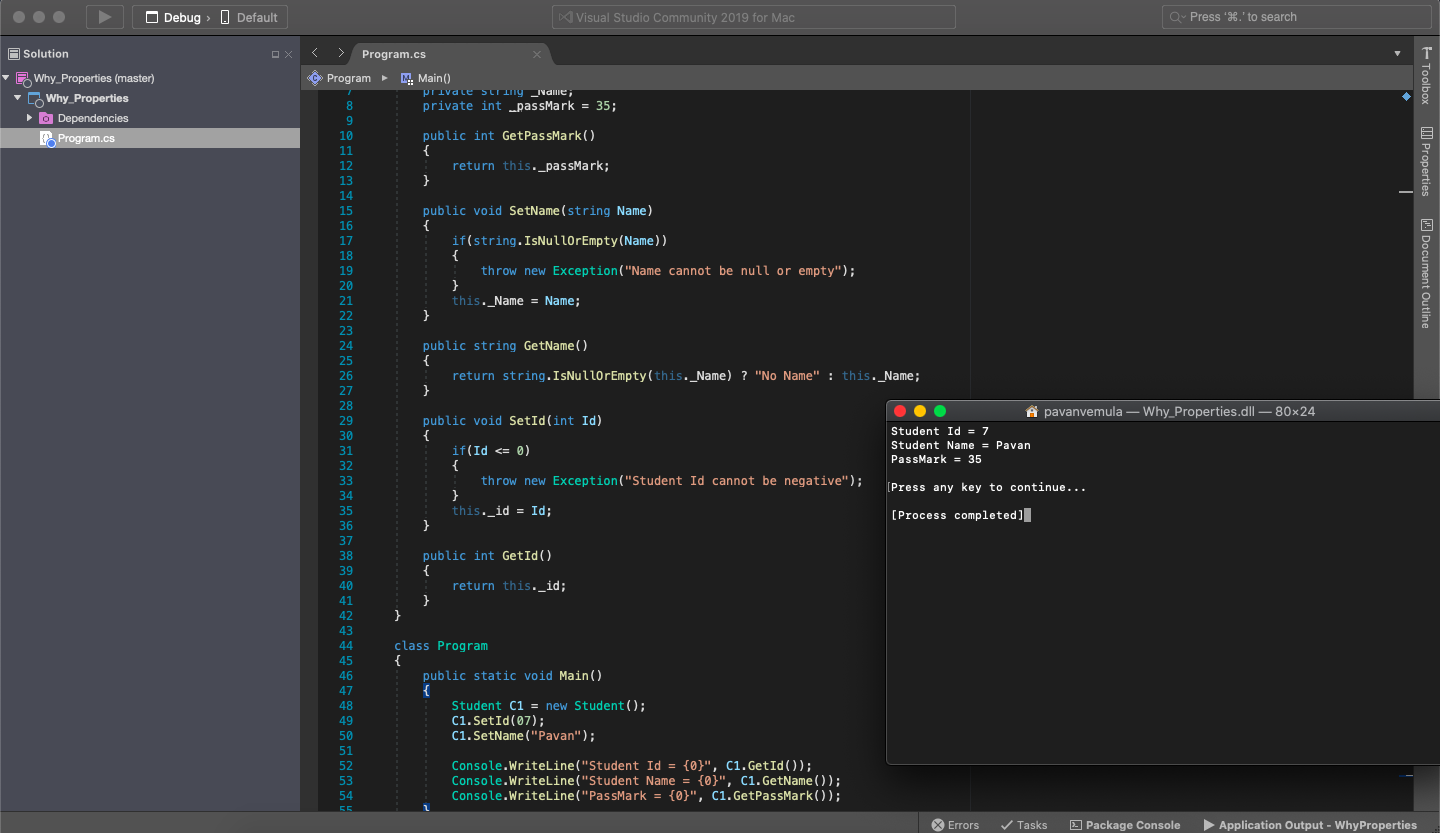 Debug › Default
Visual Studio Community 2019 for Mac
Press '⌘.' to search
Solution
Why_Properties (master)
Why_Properties
Dependencies
Program.cs
Program.cs
Program ▸ Main()
7 private string _Name;
8 private int _passMark = 35;
9
10 public int GetPassMark()
11 {
12 return this._passMark;
13 }
14
15 public void SetName(string Name)
16 {
17 if(string.IsNullOrEmpty(Name))
18 {
19 throw new Exception("Name cannot be null or empty");
20 }
21 this._Name = Name;
22 }
23
24 public string GetName()
25 {
26 return string.IsNullOrEmpty(this._Name) ? "No Name" : this._Name;
27 }
28
29 public void SetId(int Id)
30 {
31 if(Id <= 0)
32 {
33 throw new Exception("Student Id cannot be negative");
34 }
35 this._id = Id;
36 }
37
38 public int GetId()
39 {
40 return this._id;
41 }
42 }
43
44 class Program
45 {
46 public static void Main()
47 {
48 Student C1 = new Student();
49 C1.SetId(07);
50 C1.SetName("Pavan");
51
52 Console.WriteLine("Student Id = {0}", C1.GetId());
53 Console.WriteLine("Student Name = {0}", C1.GetName());
54 Console.WriteLine("PassMark = {0}", C1.GetPassMark());
55 }
pavanvemula — Why_Properties.dll — 80×24
Student Id = 7
Student Name = Pavan
PassMark = 35
Press any key to continue...
[Process completed]
Toolbox
Properties
Document Outline
Errors
Tasks
Package Console
Application Output - WhyProperties